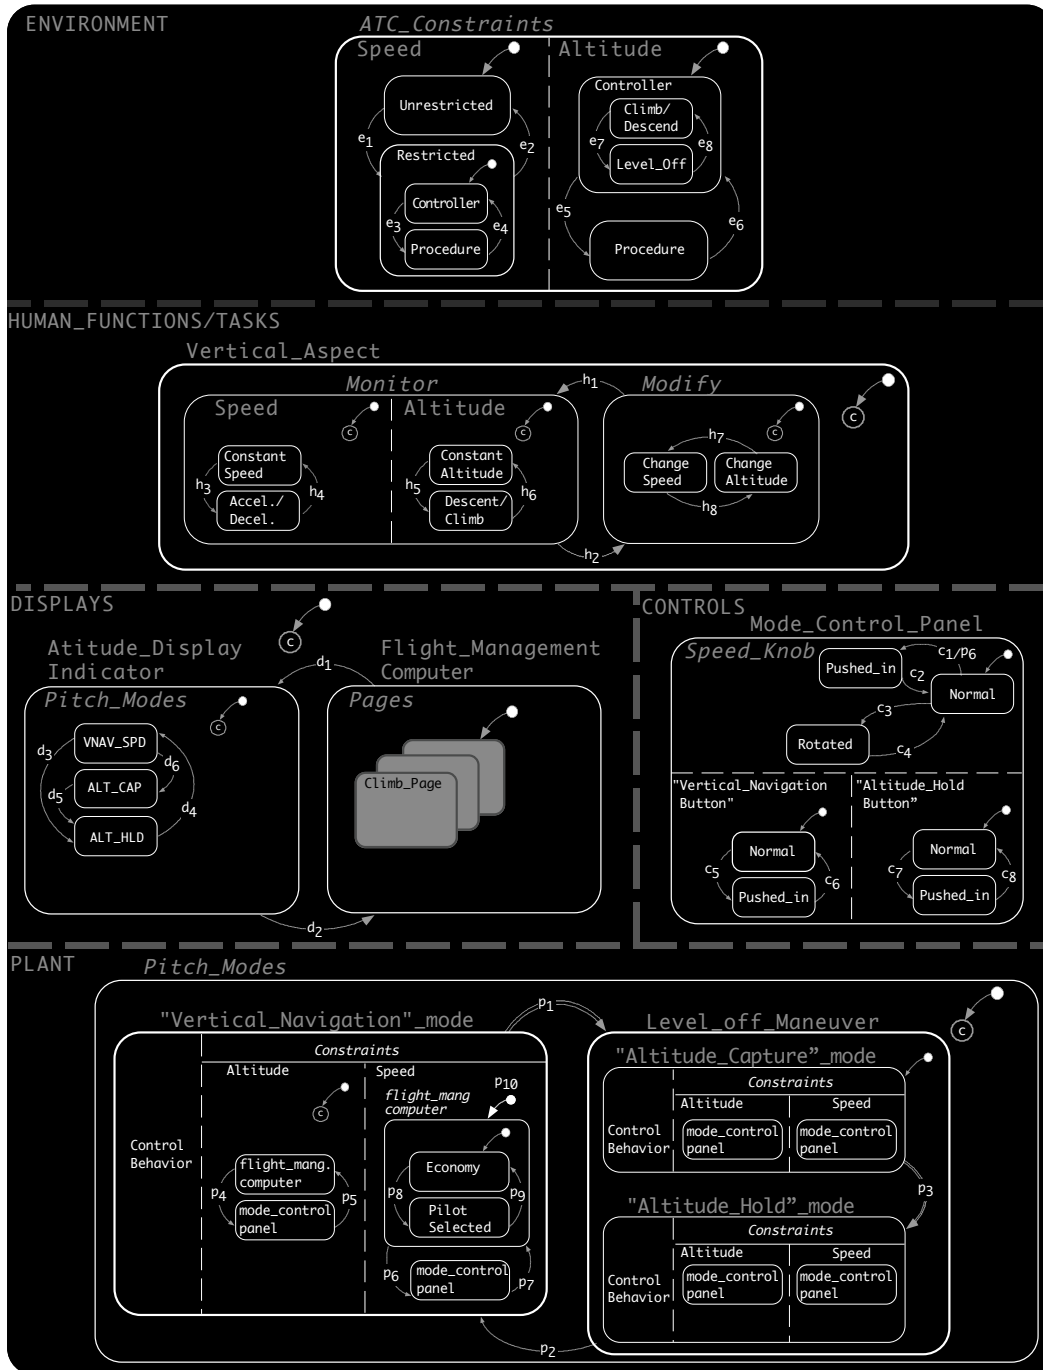 ENVIRONMENT
ATC_Constraints
Speed
Altitude
Unrestricted
e1
e2
Restricted
Controller
e3
e4
Procedure
Controller
Climb/
Descend
e7
e8
Level_Off
e5
e6
Procedure
HUMAN_FUNCTIONS/TASKS
Vertical_Aspect
Monitor
h1
Modify
c
Speed
Altitude
c
c
c
Constant
Speed
h3
h4
Accel./
Decel.
Constant
Altitude
h5
h6
Descent/
Climb
h7
Change
Speed
Change
Altitude
h8
h2
DISPLAYS
c
Atitude_Display
Indicator
d1
Flight_Management
Computer
Pitch_Modes
c
Pages
d3
VNAV_SPD
d6
ALT_CAP
d5
d4
ALT_HLD
Climb_Page
d2
CONTROLS
Mode_Control_Panel
Speed_Knob
c1/p6
Pushed_in
c2
Normal
c3
Rotated
c4
"Vertical_Navigation
Button"
Normal
c5
c6
Pushed_in
"Altitude_Hold
Button”
Normal
c7
c8
Pushed_in
PLANT
Pitch_Modes
c
p1
"Vertical_Navigation"_mode
Constraints
Altitude
Speed
c
Control
Behavior
flight_mang.
computer
p4
p5
mode_control
panel
flight_mang
computer
p10
Economy
p8
p9
Pilot
Selected
p6
mode_control
panel
p7
Level_off_Maneuver
"Altitude_Capture”_mode
Constraints
Altitude
Speed
Control
Behavior
mode_control
panel
mode_control
panel
p3
"Altitude_Hold”_mode
Constraints
Altitude
Speed
Control
Behavior
mode_control
panel
mode_control
panel
p2